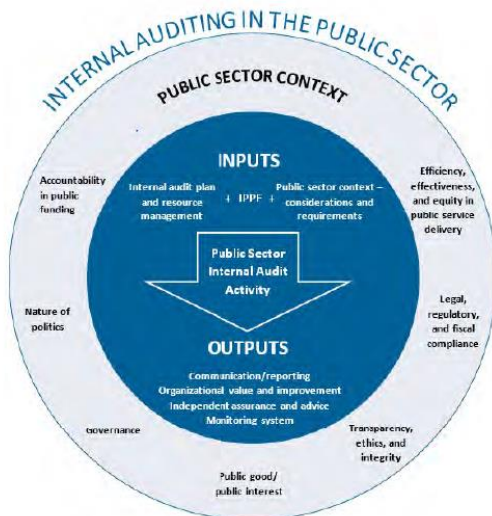 INTERNAL AUDITING IN THE PUBLIC SECTOR
PUBLIC SECTOR CONTEXT
INPUTS
Internal audit plan
and resource
management
+ IPPF +
Public sector context –
considerations and
requirements
Public Sector
Internal Audit
Activity
OUTPUTS
Communication/reporting
Organizational value and improvement
Independent assurance and advice
Monitoring system
Accountability
in public
funding
Nature of
politics
Governance
Public good/
public interest
Transparency,
ethics, and
integrity
Legal,
regulatory,
and fiscal
compliance
Efficiency,
effectiveness,
and equity in
public service
delivery